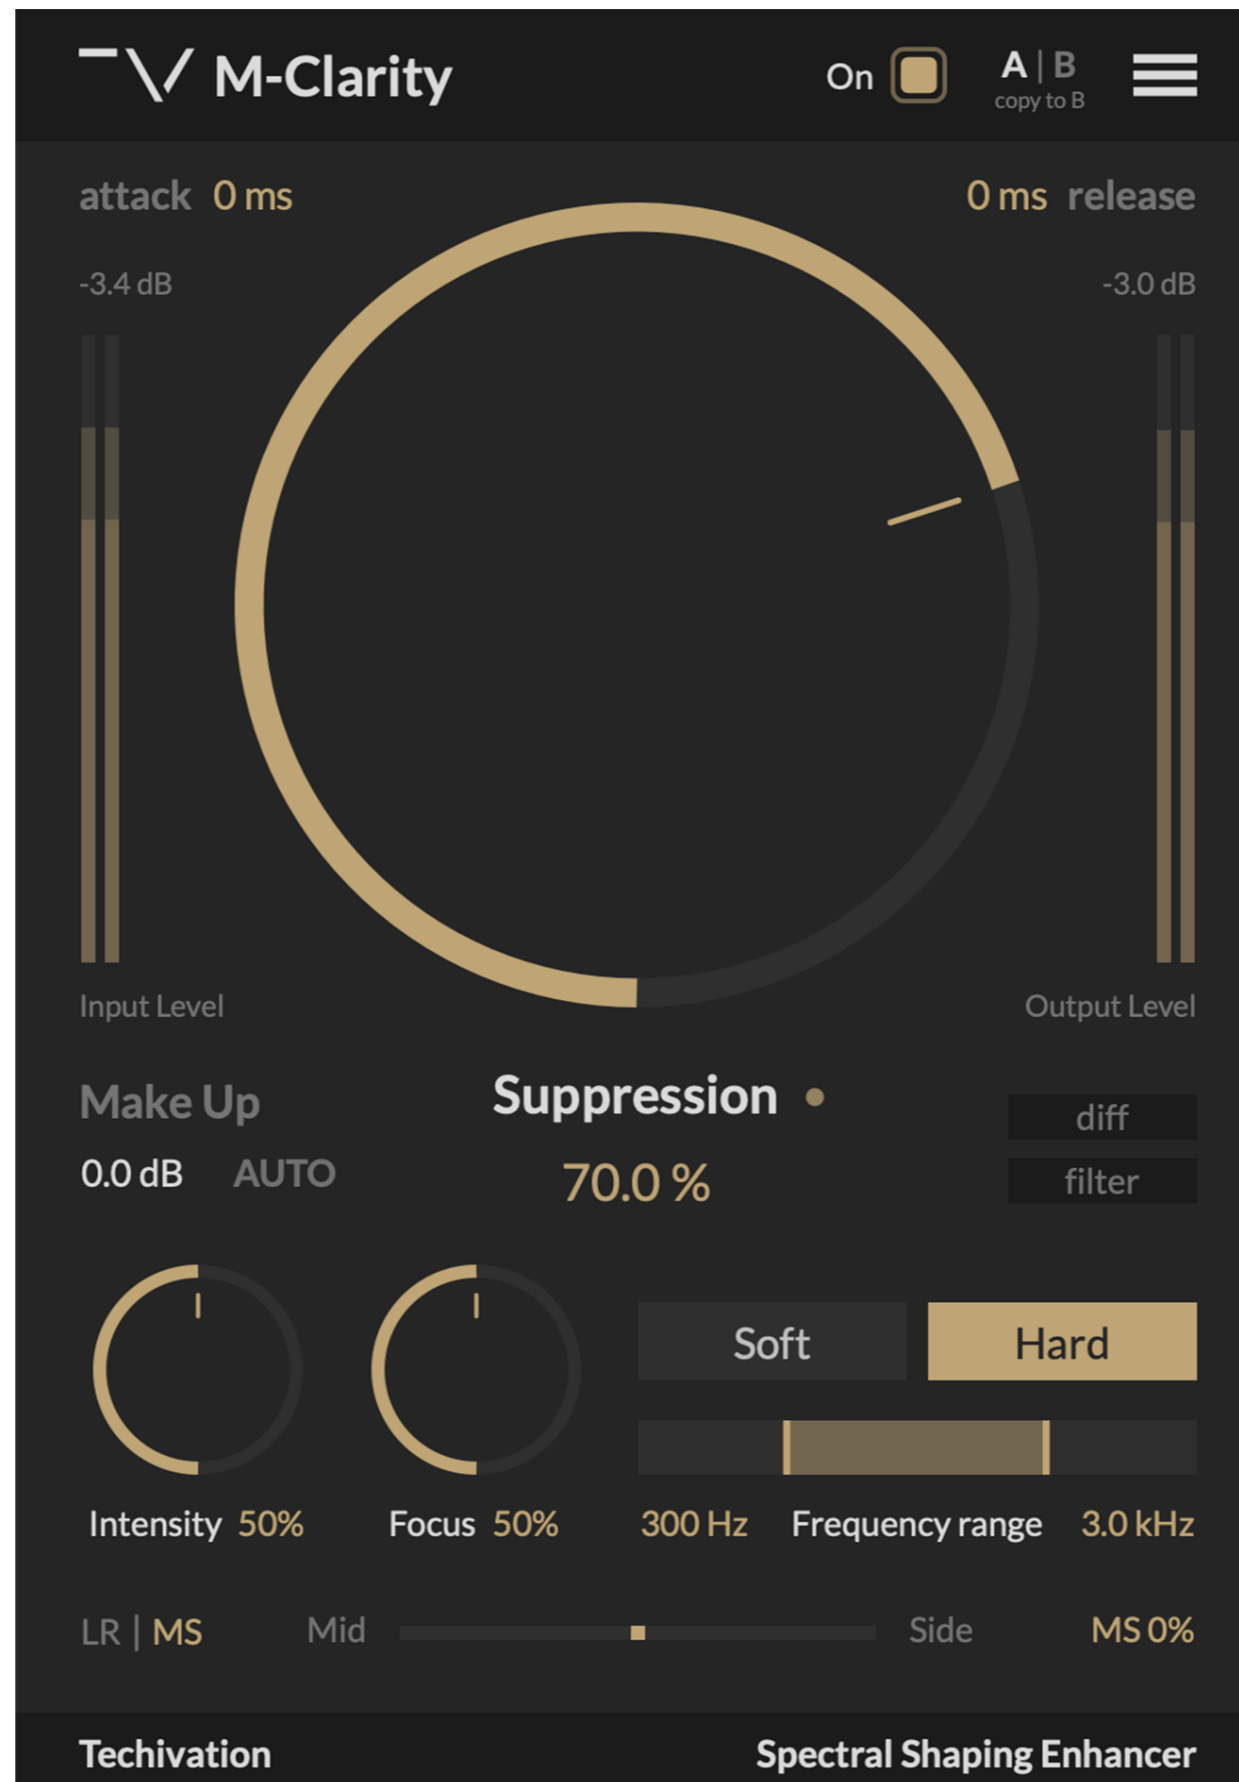 M-Clarity
On
A | B
copy to B
attack 0 ms
0 ms release
-3.4 dB
-3.0 dB
Input Level
Output Level
Make Up
Suppression
diff
0.0 dB AUTO
70.0 %
filter
Soft
Hard
Intensity 50%
Focus 50%
300 Hz Frequency range 3.0 kHz
LR | MS
Mid
Side
MS 0%
Techivation
Spectral Shaping Enhancer